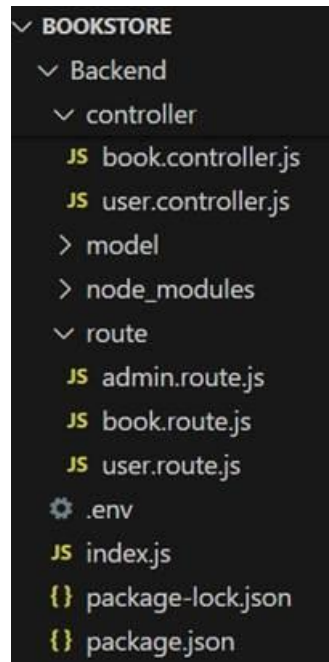 BOOKSTORE
Backend
controller
JS book.controller.js
JS user.controller.js
model
node_modules
route
JS admin.route.js
JS book.route.js
JS user.route.js
.env
JS index.js
{} package-lock.json
{} package.json